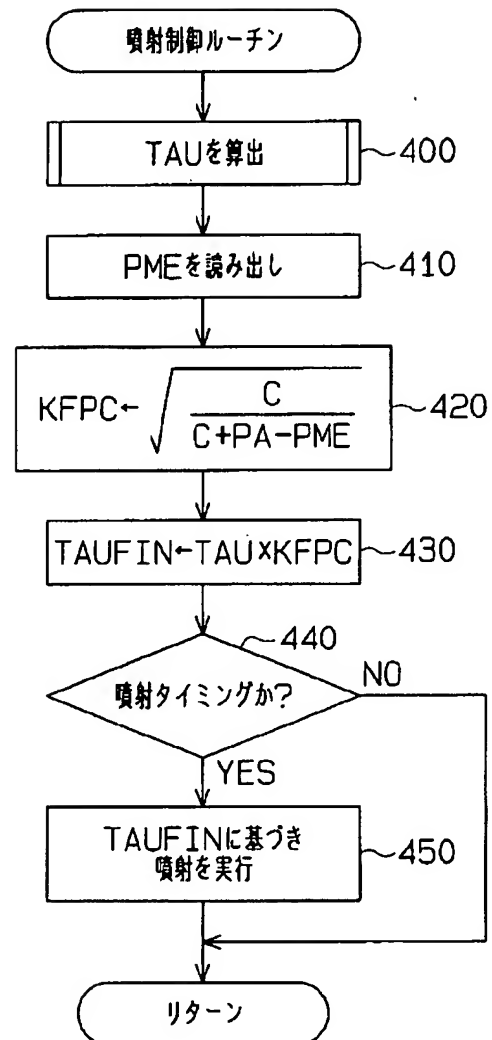 噴射制御ルーチン
TAUを算出
400
PMEを読み出し
410
KFPC←√C/(C+PA−PME)
420
TAUFIN←TAU×KFPC
430
440
噴射タイミングか?
NO
YES
TAUFINに基づき
噴射を実行
450
リターン